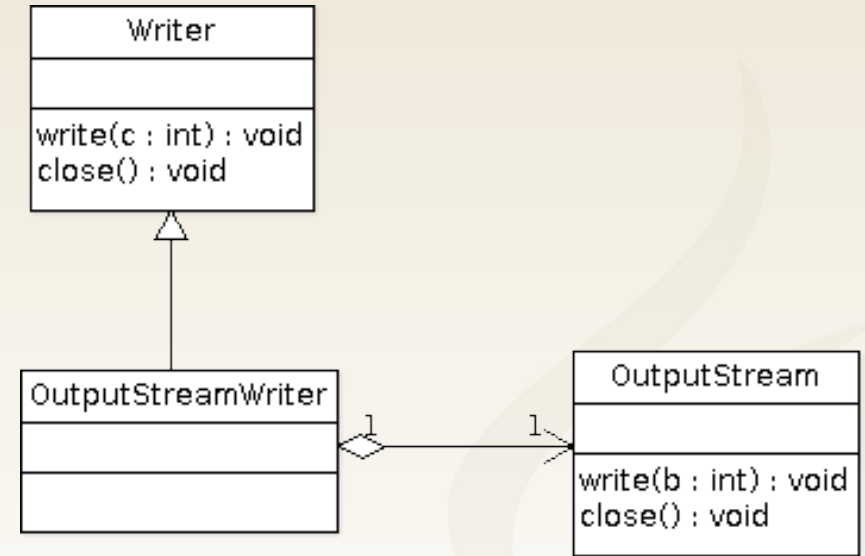 Writer
write(c : int) : void
close() : void
OutputStreamWriter
1
1
OutputStream
write(b : int) : void
close() : void